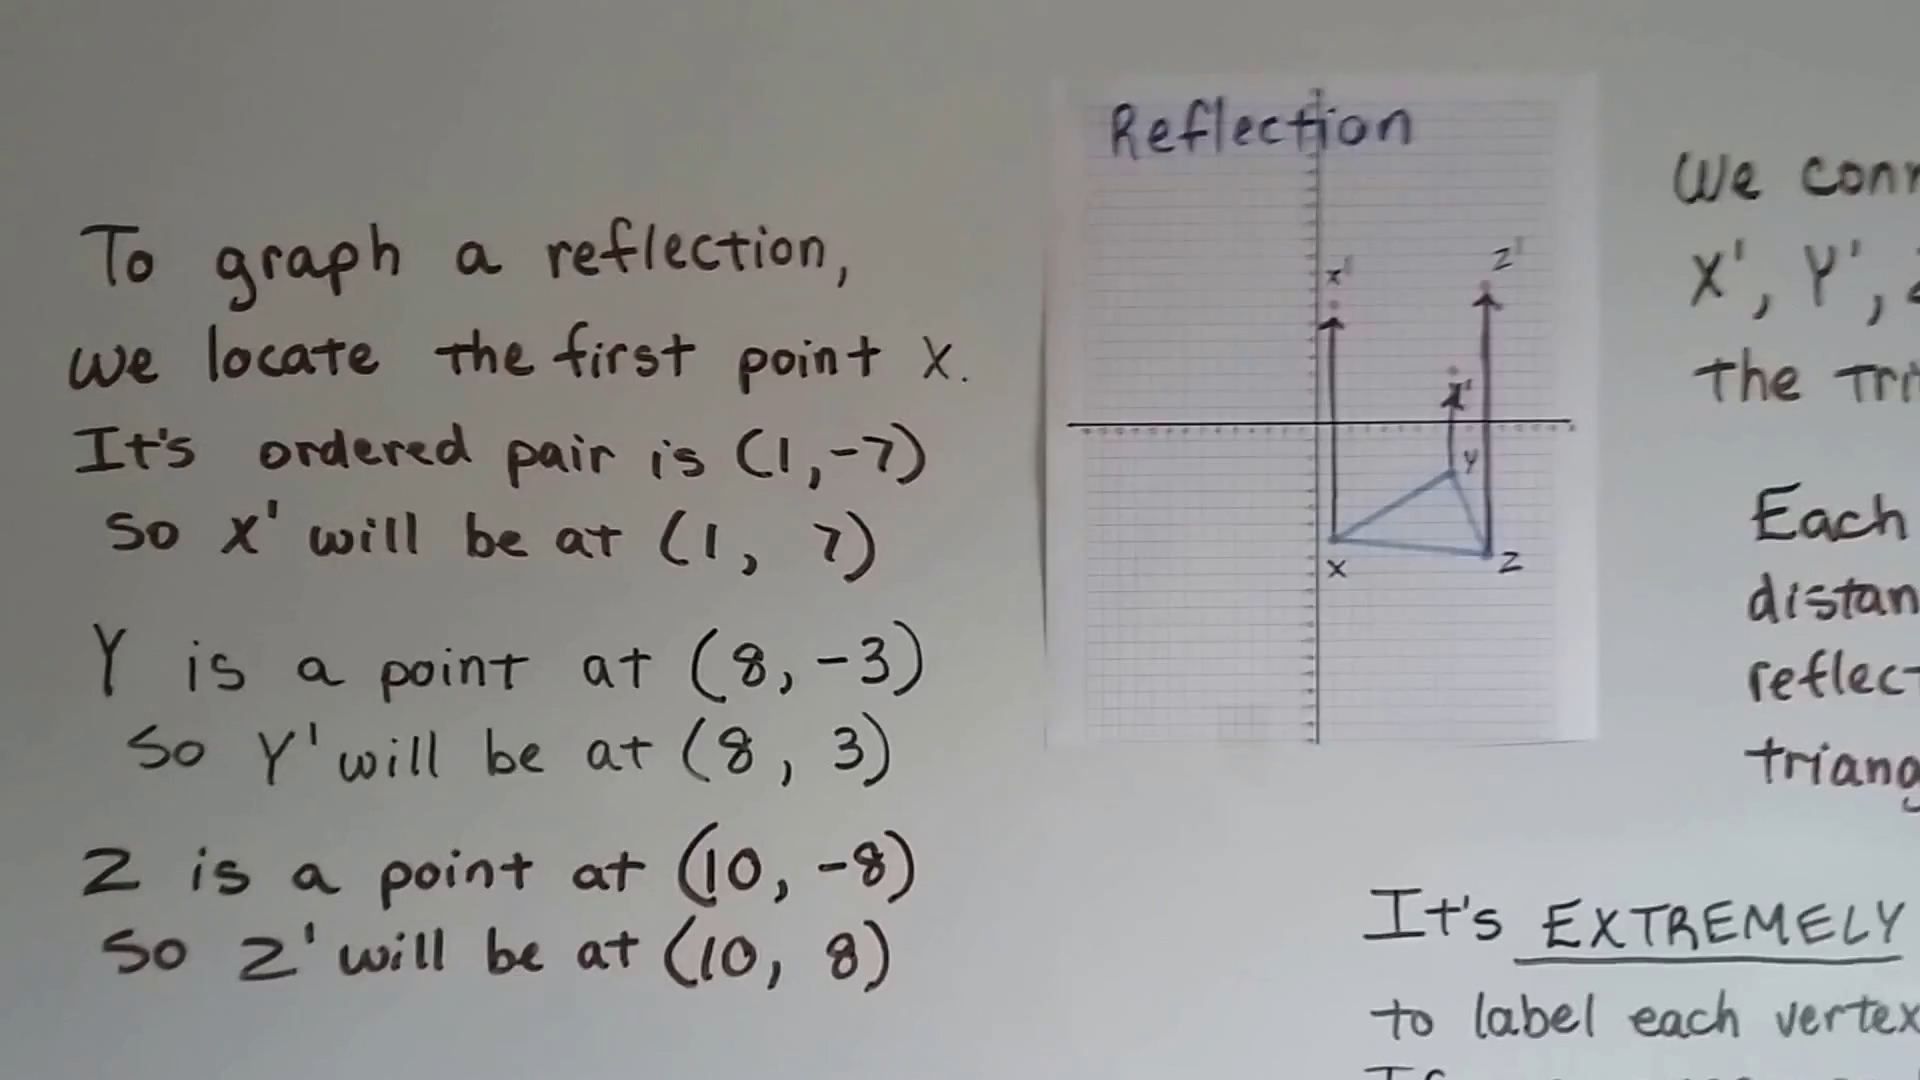 To graph a reflection,
we locate the first point X.
It's ordered pair is (1,-7)
So X' will be at (1, 7)
Y is a point at (8,-3)
So Y' will be at (8, 3)
Z is a point at (10, -8)
So Z' will be at (10, 8)
Reflection
X'
Z'
Y
X
Z
We conn
X', Y',
the Tri
Each
distan
reflect
triang
It's EXTREMELY
to label each vertex